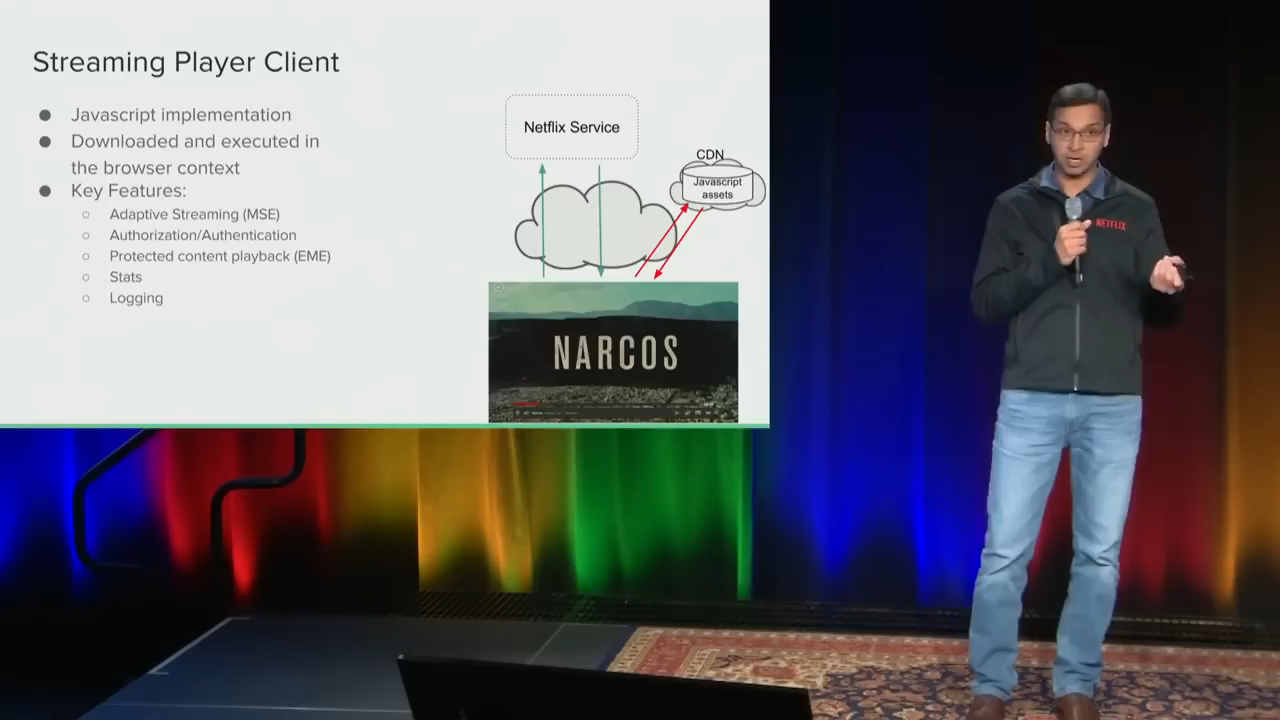 Streaming Player Client
Javascript implementation
Downloaded and executed in
the browser context
Key Features:
Adaptive Streaming (MSE)
Authorization/Authentication
Protected content playback (EME)
Stats
Logging
Netflix Service
CDN
Javascript
assets
NARCOS
NETFLIX